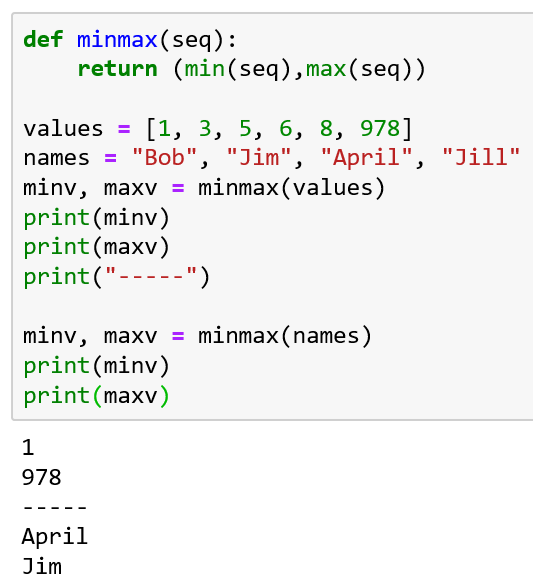 def minmax(seq):
    return (min(seq),max(seq))

values = [1, 3, 5, 6, 8, 978]
names = "Bob", "Jim", "April", "Jill"
minv, maxv = minmax(values)
print(minv)
print(maxv)
print("-----")

minv, maxv = minmax(names)
print(minv)
print(maxv)
1
978
-----
April
Jim